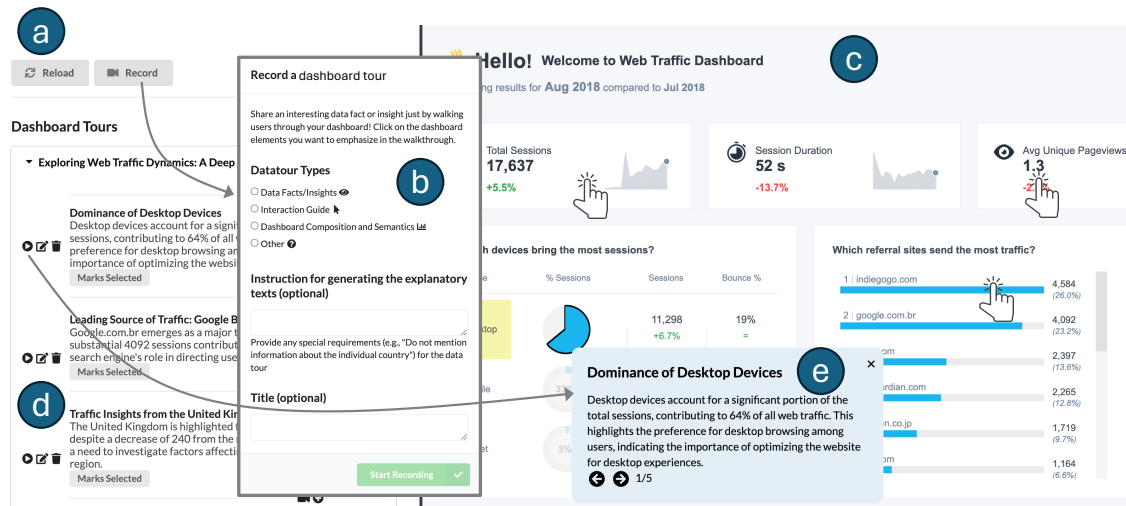 a
Reload
Record
Dashboard Tours
Exploring Web Traffic Dynamics: A Deep
Dominance of Desktop Devices
Desktop devices account for a
sessions, contributing to 64% of all
preference for desktop browsing
importance of optimizing the
Marks Selected
Leading Source of Traffic: Google
Google.com.br emerges as a major
substantial 4092 sessions
search engine's role in directing
Marks Selected
d
Traffic Insights from the United
The United Kingdom is highlighted
despite a decrease of 240 from the
a need to investigate factors
region.
Marks Selected
Record a dashboard tour
Share an interesting data fact or insight just by walking
users through your dashboard! Click on the dashboard
elements you want to emphasize in the walkthrough.
b
Datatour Types
Data Facts/Insights
Interaction Guide
Dashboard Composition and Semantics
Other
Instruction for generating the explanatory
texts (optional)
Provide any special requirements (e.g., "Do not mention
information about the individual country") for the data
tour
Title (optional)
Start Recording
c
Hello! Welcome to Web Traffic Dashboard
results for Aug 2018 compared to Jul 2018
Total Sessions
17,637
+5.5%
Session Duration
52 s
-13.7%
Avg Unique Pageviews
1.3
devices bring the most sessions?
% Sessions Sessions Bounce %
11,298 19%
+6.7% =
3%
Which referral sites send the most traffic?
1 | indiegogo.com
4,584
(26.0%)
2 | google.com.br
4,092
(23.2%)
2,397
(13.6%)
2,265
(12.8%)
1,719
(9.7%)
1,164
(6.6%)
e
Dominance of Desktop Devices
Desktop devices account for a significant portion of the
total sessions, contributing to 64% of all web traffic. This
highlights the preference for desktop browsing among
users, indicating the importance of optimizing the website
for desktop experiences.
1/5